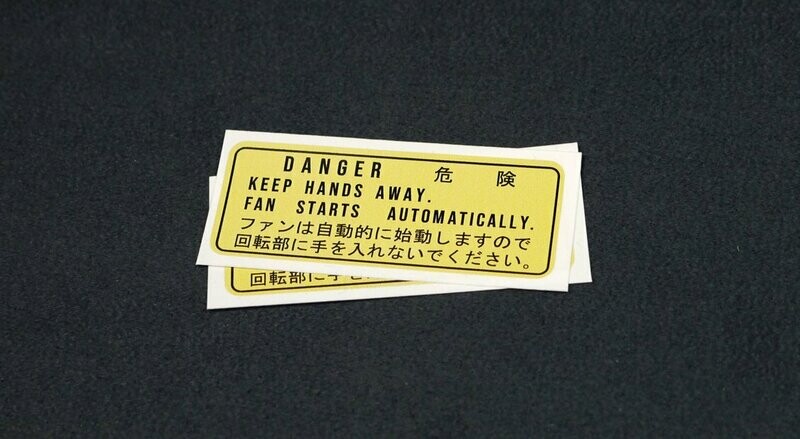 DANGER 危 険
KEEP HANDS AWAY.
FAN STARTS AUTOMATICALLY.
ファンは自動的に始動しますので
回転部に手を入れないでください。
回転部に手を